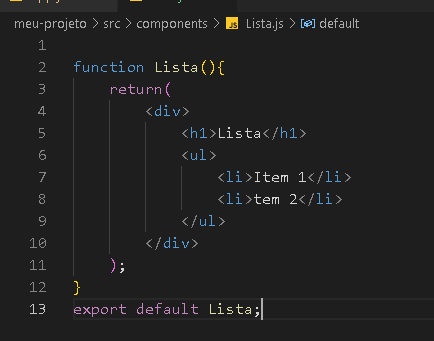 meu-projeto > src > components > JS Lista.js > default
1
2 function Lista(){
3 return(
4 <div>
5 <h1>Lista</h1>
6 <ul>
7 <li>Item 1</li>
8 <li>tem 2</li>
9 </ul>
10 </div>
11 );
12 }
13 export default Lista;